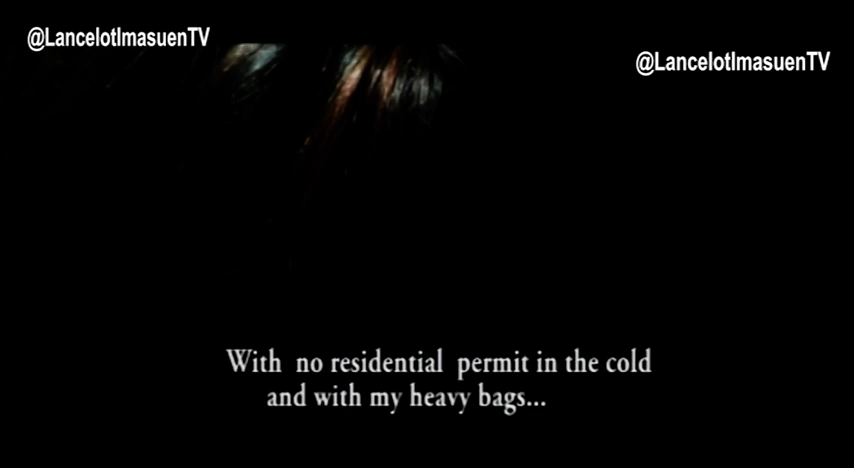 @LancelotImasuenTV
@LancelotImasuenTV
With no residential permit in the cold
and with my heavy bags...